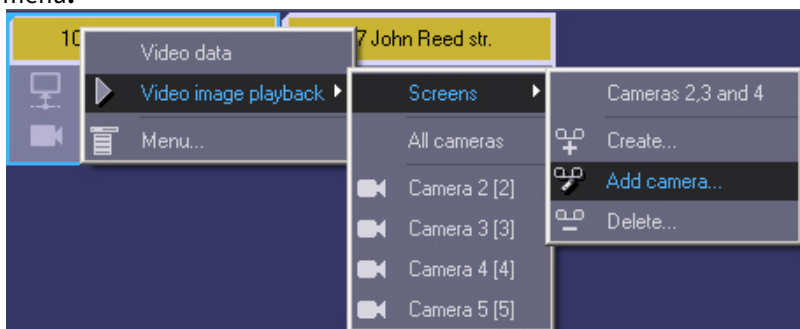 menu.
10
7 John Reed str.
Video data
Video image playback
Menu...
Screens
All cameras
Camera 2 [2]
Camera 3 [3]
Camera 4 [4]
Camera 5 [5]
Cameras 2,3 and 4
Create...
Add camera...
Delete...